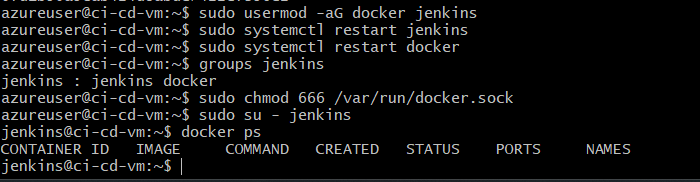 azureuser@ci-cd-vm:~$ sudo usermod -aG docker jenkins
azureuser@ci-cd-vm:~$ sudo systemctl restart jenkins
azureuser@ci-cd-vm:~$ sudo systemctl restart docker
azureuser@ci-cd-vm:~$ groups jenkins
jenkins : jenkins docker
azureuser@ci-cd-vm:~$ sudo chmod 666 /var/run/docker.sock
azureuser@ci-cd-vm:~$ sudo su - jenkins
jenkins@ci-cd-vm:~$ docker ps
CONTAINER ID   IMAGE     COMMAND   CREATED   STATUS    PORTS     NAMES
jenkins@ci-cd-vm:~$